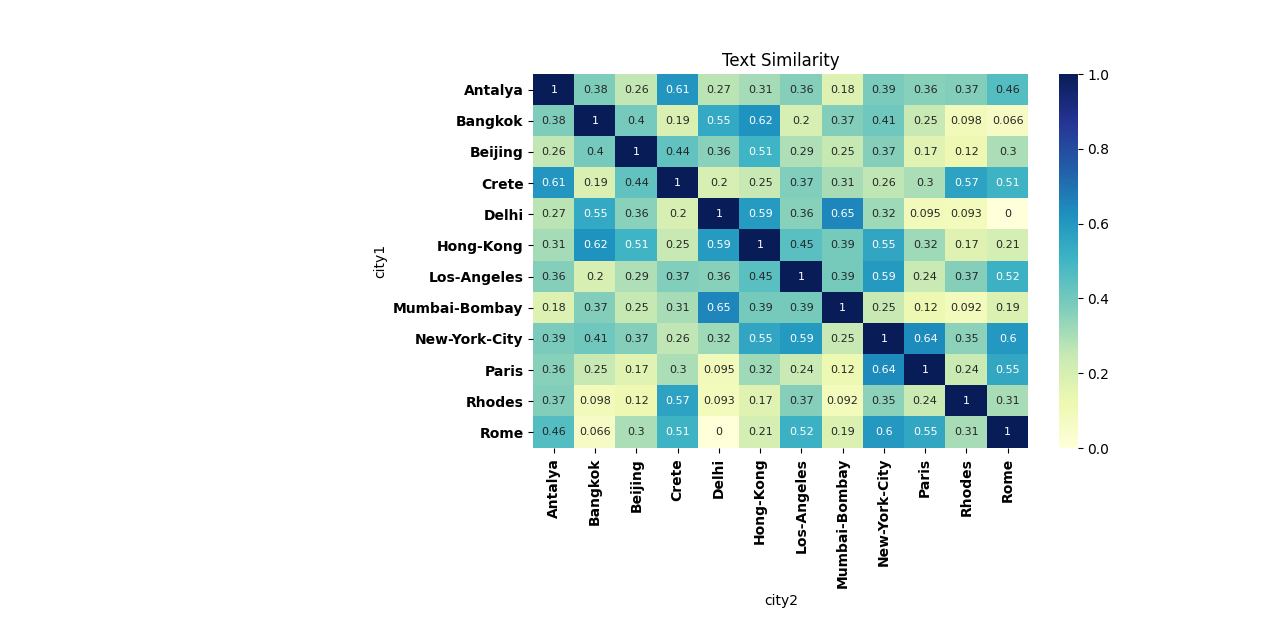 Text Similarity
Antalya 1 0.38 0.26 0.61 0.27 0.31 0.36 0.18 0.39 0.36 0.37 0.46
Bangkok 0.38 1 0.4 0.19 0.55 0.62 0.2 0.37 0.41 0.25 0.098 0.066
Beijing 0.26 0.4 1 0.44 0.36 0.51 0.29 0.25 0.37 0.17 0.12 0.3
Crete 0.61 0.19 0.44 1 0.2 0.25 0.37 0.31 0.26 0.3 0.57 0.51
Delhi 0.27 0.55 0.36 0.2 1 0.59 0.36 0.65 0.32 0.095 0.093 0
Hong-Kong 0.31 0.62 0.51 0.25 0.59 1 0.45 0.39 0.55 0.32 0.17 0.21
Los-Angeles 0.36 0.2 0.29 0.37 0.36 0.45 1 0.39 0.59 0.24 0.37 0.52
Mumbai-Bombay 0.18 0.37 0.25 0.31 0.65 0.39 0.39 1 0.25 0.12 0.092 0.19
New-York-City 0.39 0.41 0.37 0.26 0.32 0.55 0.59 0.25 1 0.64 0.35 0.6
Paris 0.36 0.25 0.17 0.3 0.095 0.32 0.24 0.12 0.64 1 0.24 0.55
Rhodes 0.37 0.098 0.12 0.57 0.093 0.17 0.37 0.092 0.35 0.24 1 0.31
Rome 0.46 0.066 0.3 0.51 0 0.21 0.52 0.19 0.6 0.55 0.31 1
city1
Antalya Bangkok Beijing Crete Delhi Hong-Kong Los-Angeles Mumbai-Bombay New-York-City Paris Rhodes Rome
city2
1.0
0.8
0.6
0.4
0.2
0.0